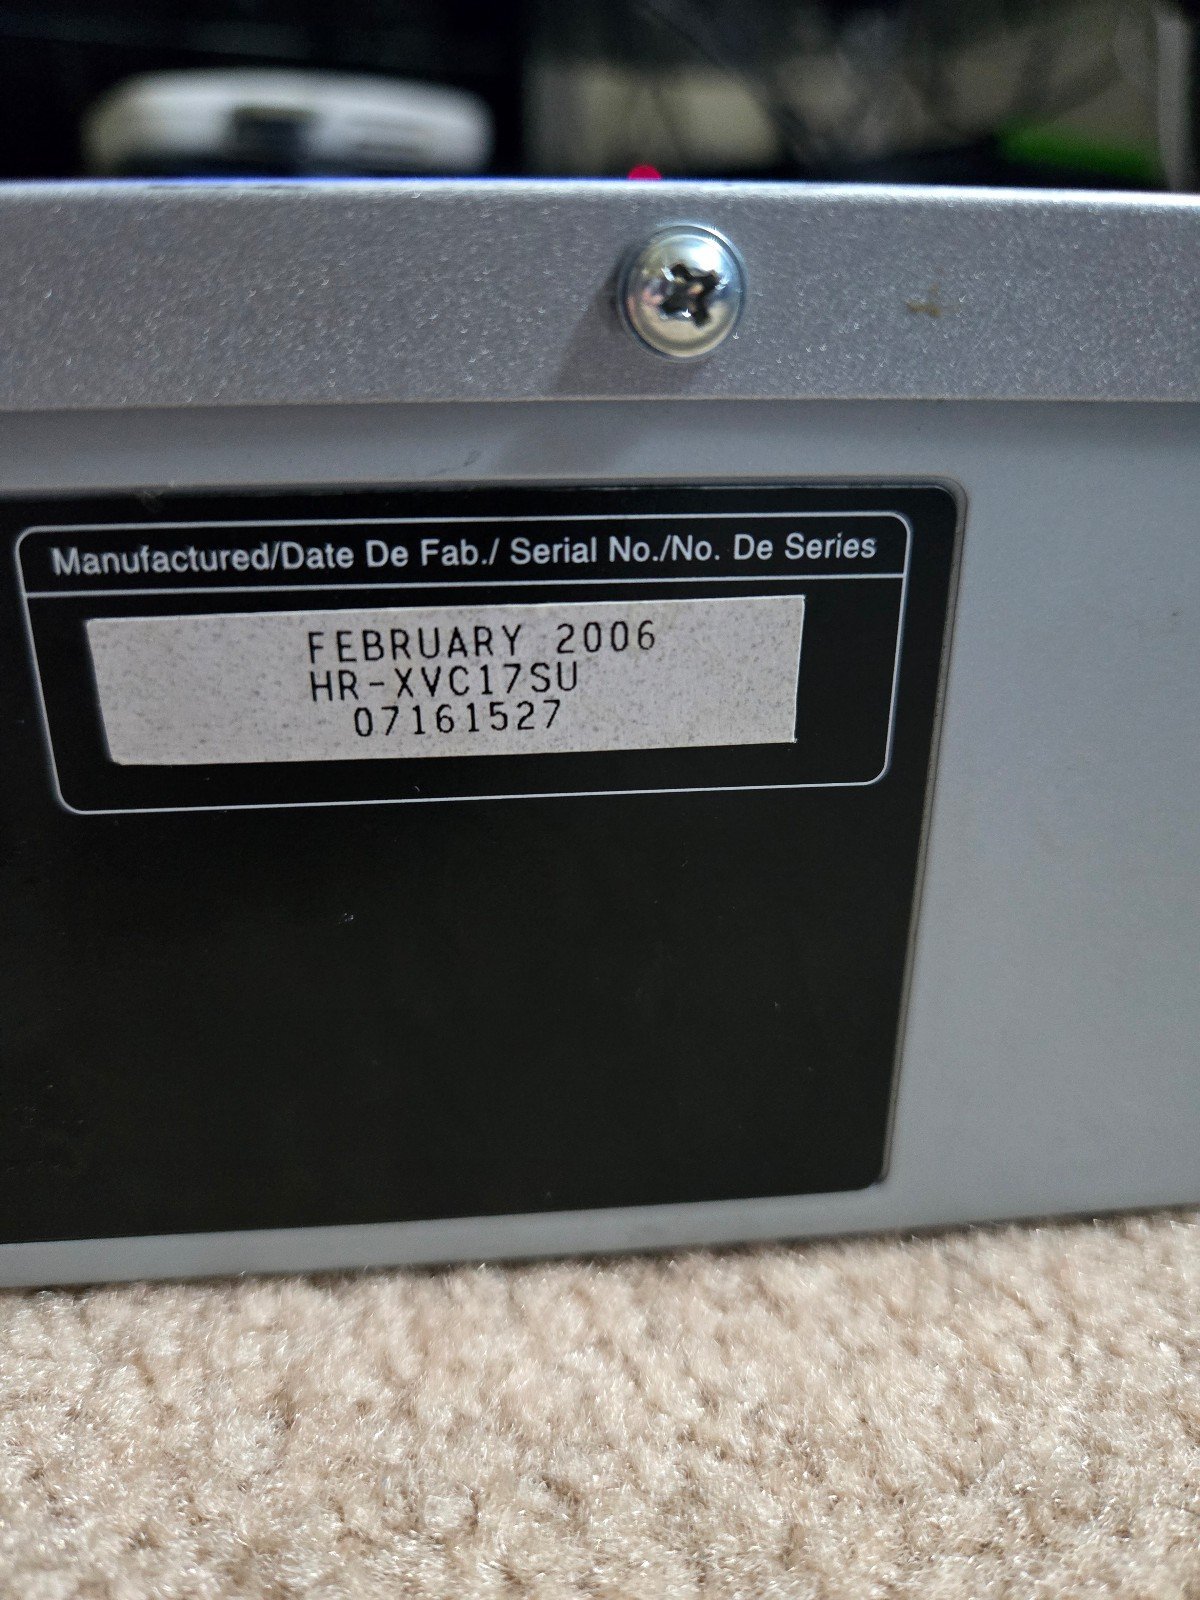 Manufactured/Date De Fab./ Serial No./No. De Series
FEBRUARY 2006
HR-XVC17SU
07161527